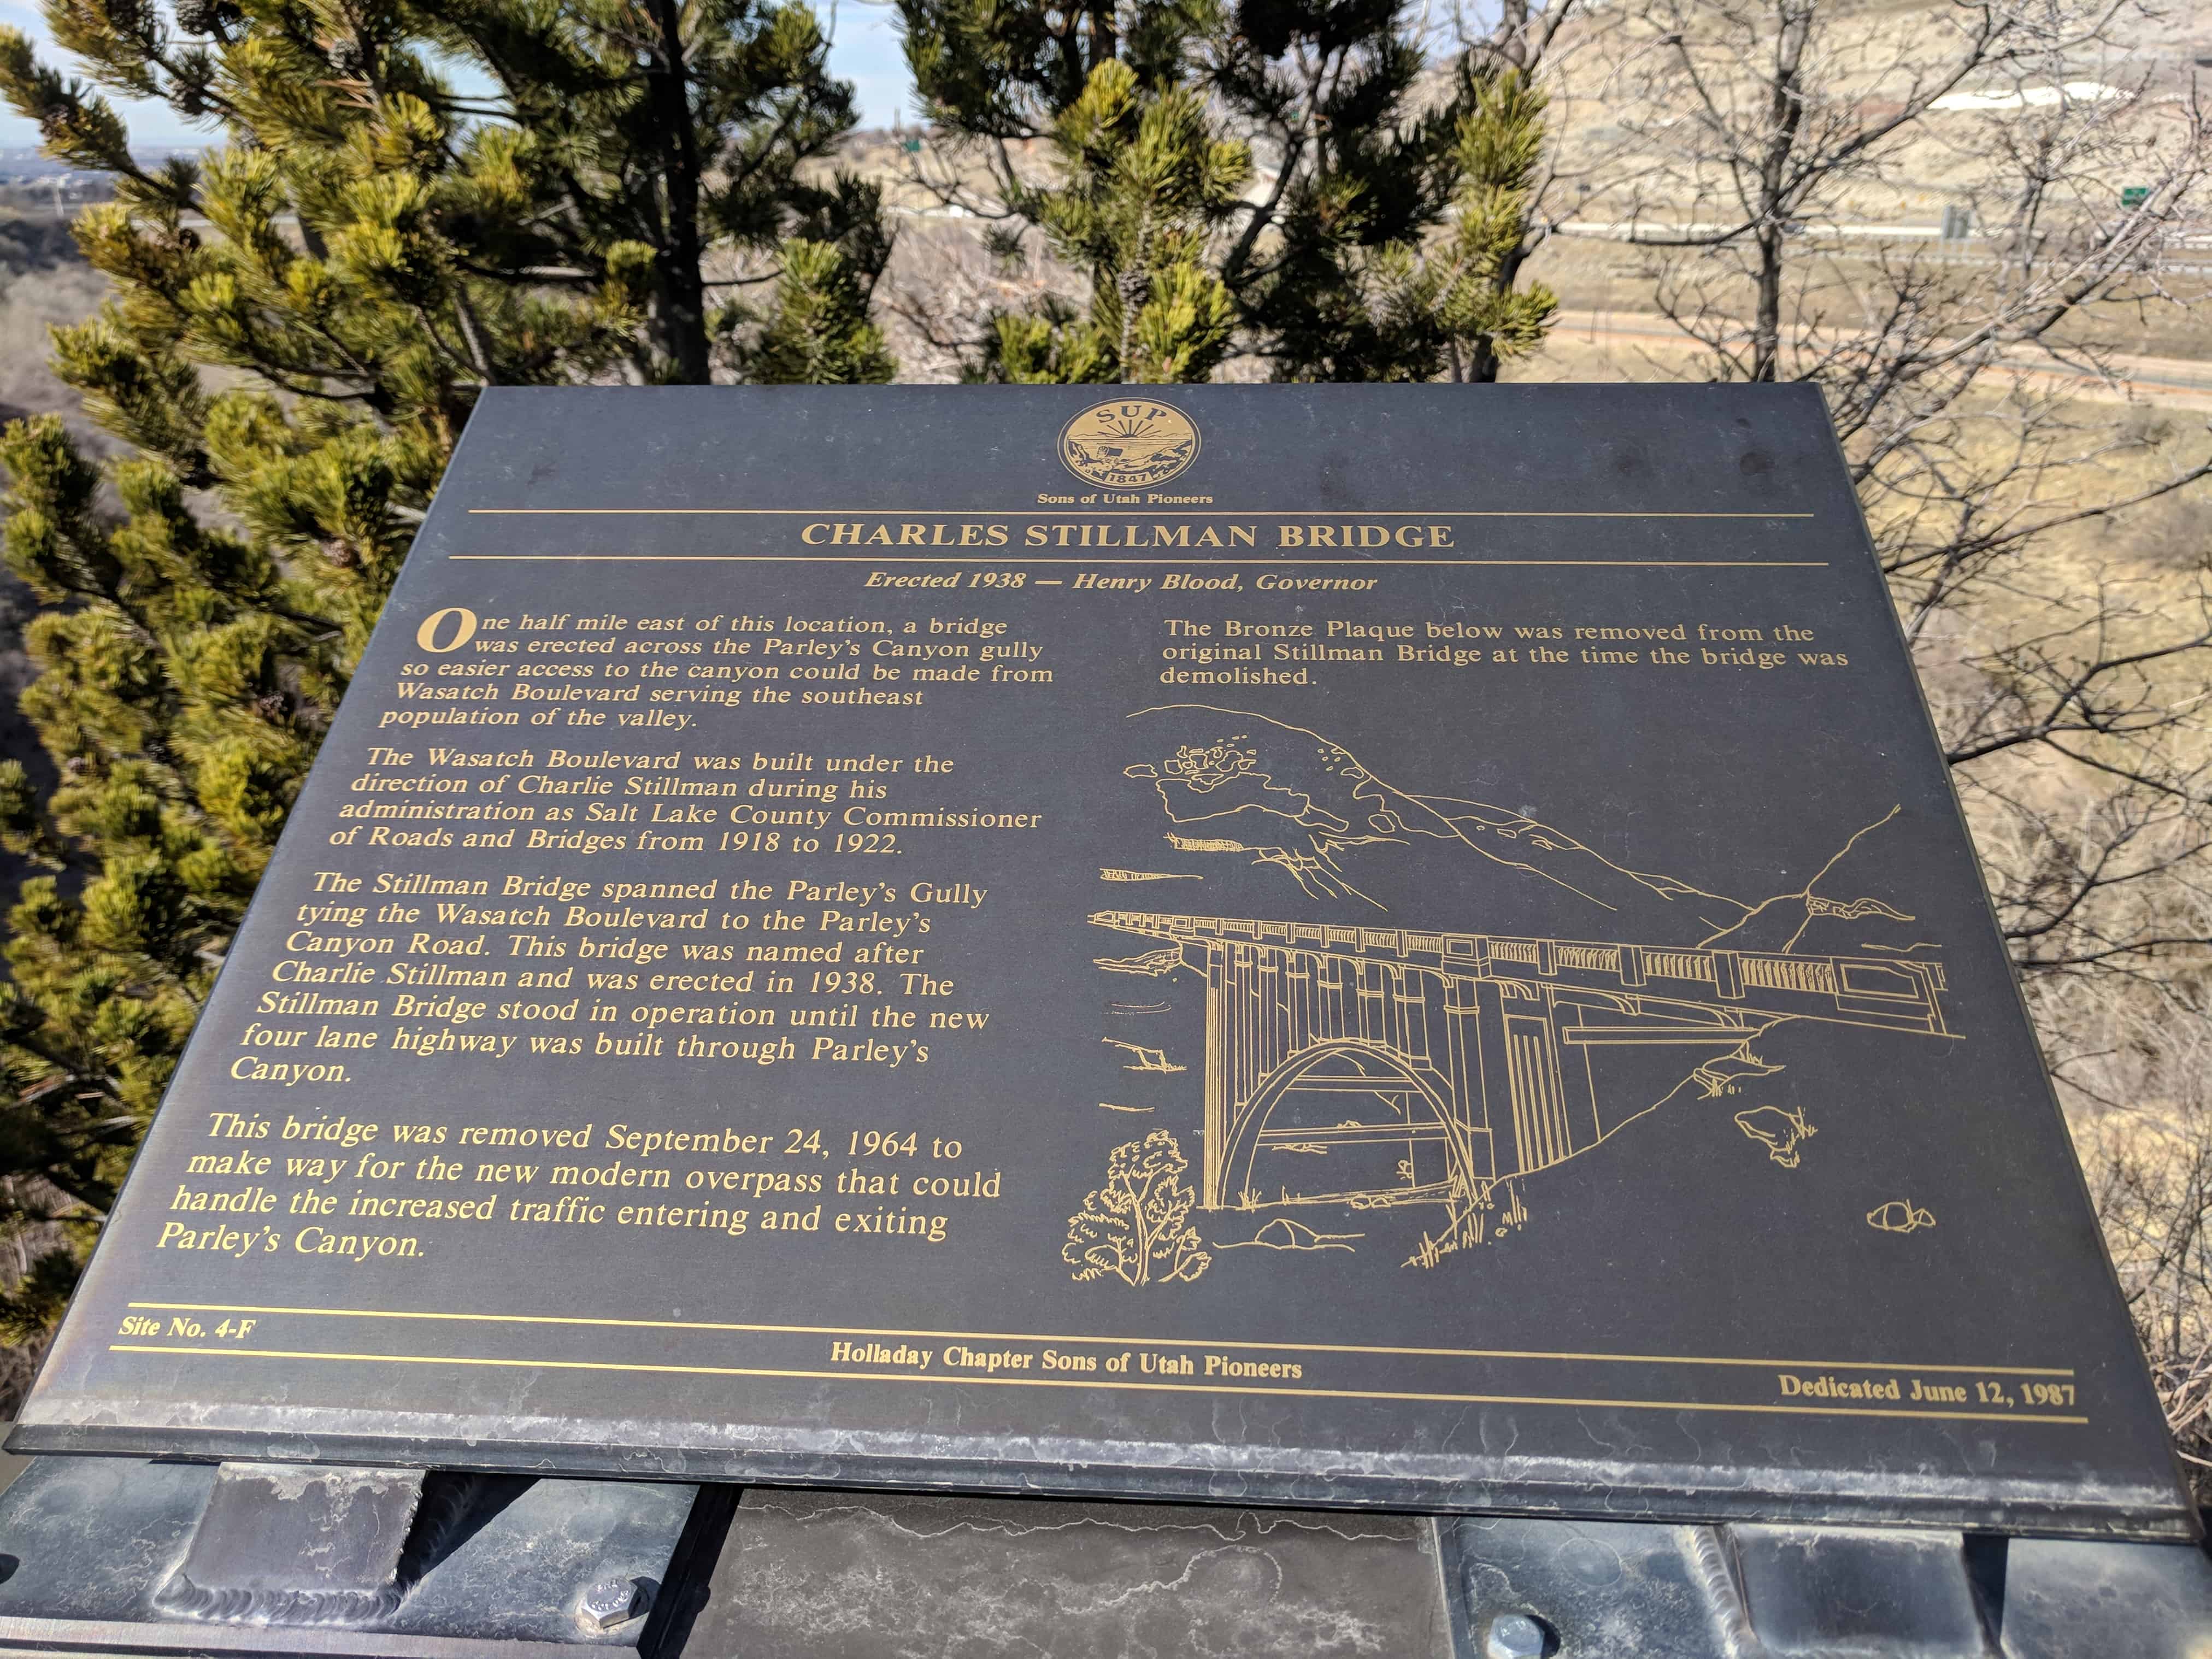 SUP
1847
Sons of Utah Pioneers
CHARLES STILLMAN BRIDGE
Erected 1938 — Henry Blood, Governor
One half mile east of this location, a bridge
was erected across the Parley's Canyon gully
so easier access to the canyon could be made from
Wasatch Boulevard serving the southeast
population of the valley.
The Wasatch Boulevard was built under the
direction of Charlie Stillman during his
administration as Salt Lake County Commissioner
of Roads and Bridges from 1918 to 1922.
The Stillman Bridge spanned the Parley's Gully
tying the Wasatch Boulevard to the Parley's
Canyon Road. This bridge was named after
Charlie Stillman and was erected in 1938. The
Stillman Bridge stood in operation until the new
four lane highway was built through Parley's
Canyon.
This bridge was removed September 24, 1964 to
make way for the new modern overpass that could
handle the increased traffic entering and exiting
Parley's Canyon.
The Bronze Plaque below was removed from the
original Stillman Bridge at the time the bridge was
demolished.
Site No. 4-F
Holladay Chapter Sons of Utah Pioneers
Dedicated June 12, 1987